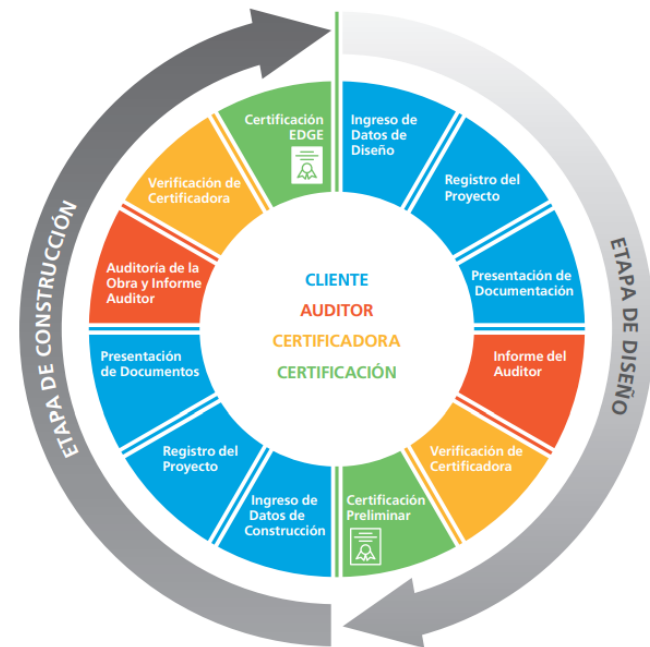 Ingreso de
Datos de
Diseño
Registro del
Proyecto
Presentación de
Documentación
Informe del
Auditor
Verificación de
Certificadora
Certificación
Preliminar
Ingreso de
Datos de
Construcción
Registro del
Proyecto
Presentación
de Documentos
Auditoría de la
Obra y Informe
Auditor
Verificación de
Certificadora
Certificación
EDGE
CLIENTE
AUDITOR
CERTIFICADORA
CERTIFICACIÓN
ETAPA DE DISEÑO
ETAPA DE CONSTRUCCIÓN